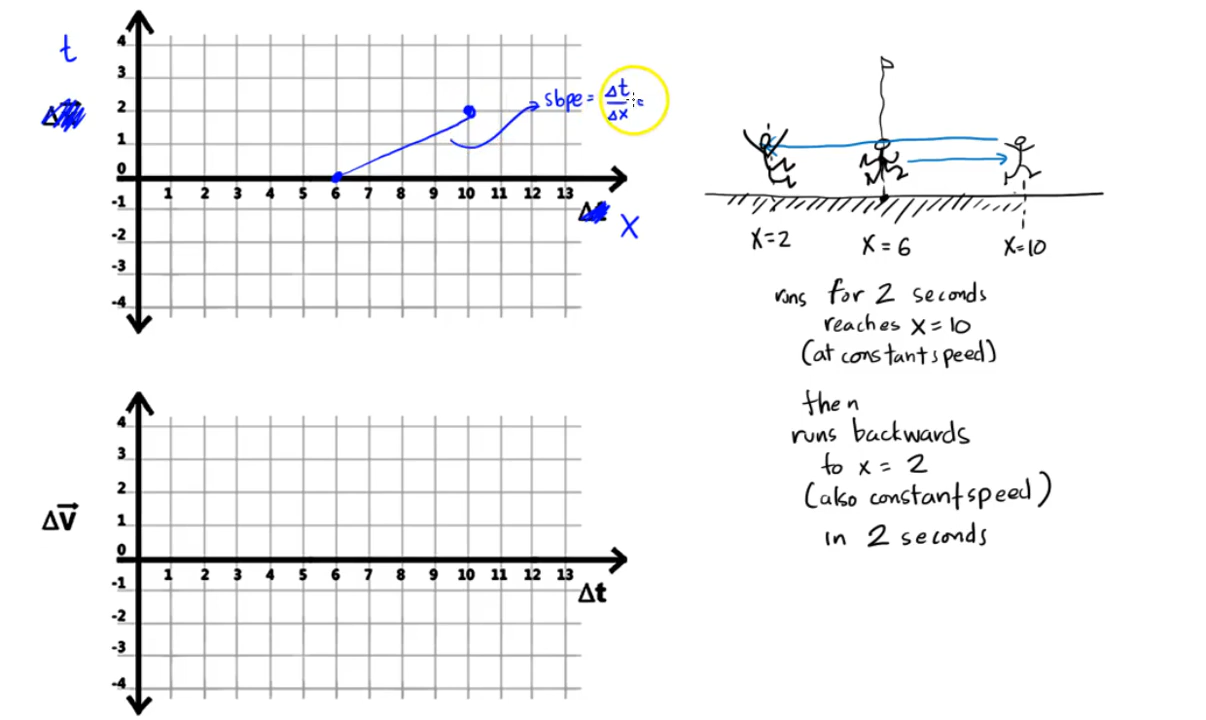 t
4
3
2
1
0
-1
-2
-3
-4
1 2 3 4 5 6 7 8 9 10 11 12 13
Δ
x
slope = Δt/Δx =
X=2
X=6
X=10
runs for 2 seconds
reaches x=10
(at constant speed)
then
runs backwards
to x = 2
(also constant speed)
in 2 seconds
4
3
2
1
0
-1
-2
-3
-4
ΔV⃗
1 2 3 4 5 6 7 8 9 10 11 12 13
Δt